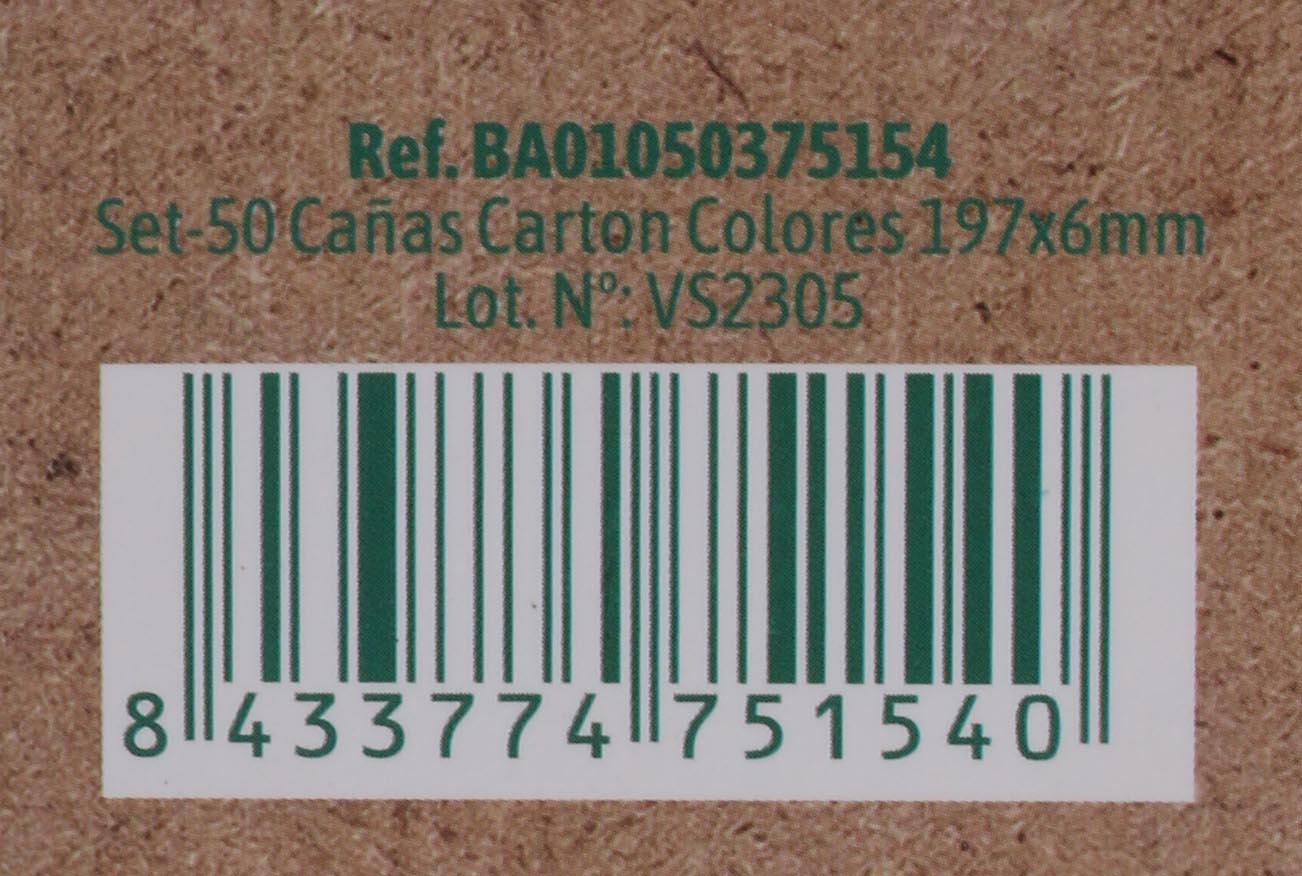 Ref. BA01050375154
Set-50 Cañas Carton Colores 197x6mm
Lot. Nº: VS2305
8 433774 751540